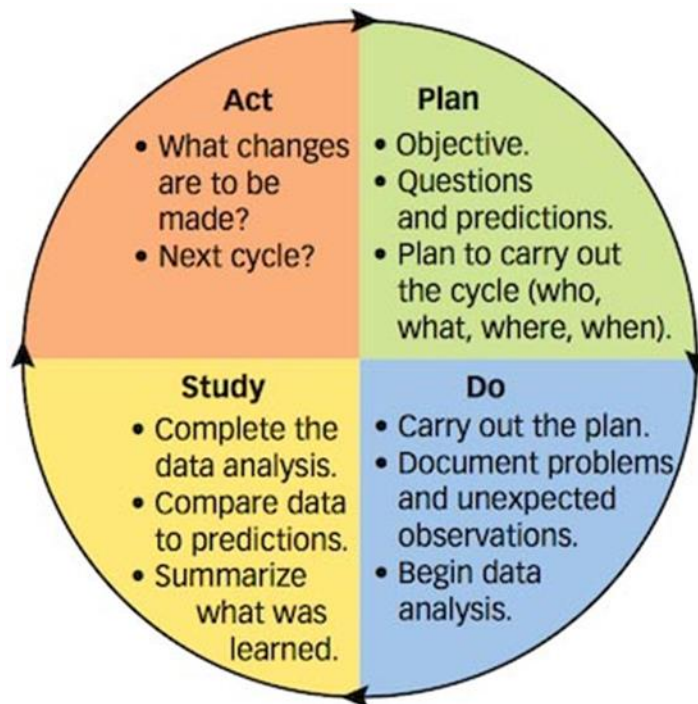 Act
• What changes
are to be
made?
• Next cycle?
Plan
• Objective.
• Questions
and predictions.
• Plan to carry out
the cycle (who,
what, where, when).
Study
• Complete the
data analysis.
• Compare data
to predictions.
• Summarize
what was
learned.
Do
• Carry out the plan.
• Document problems
and unexpected
observations.
• Begin data
analysis.